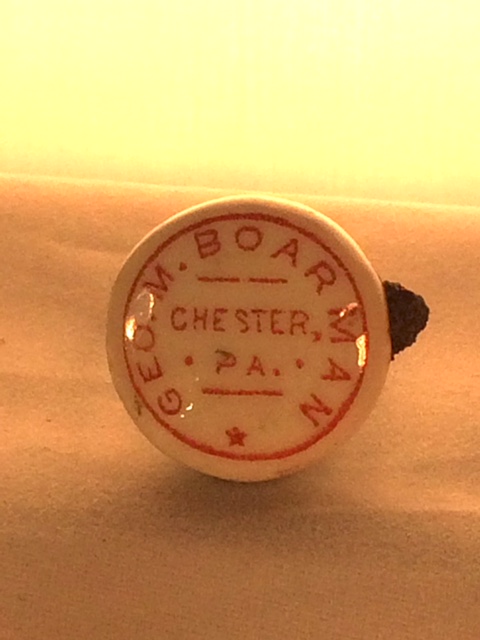 GEO. M. BOARMAN
CHESTER,
PA.